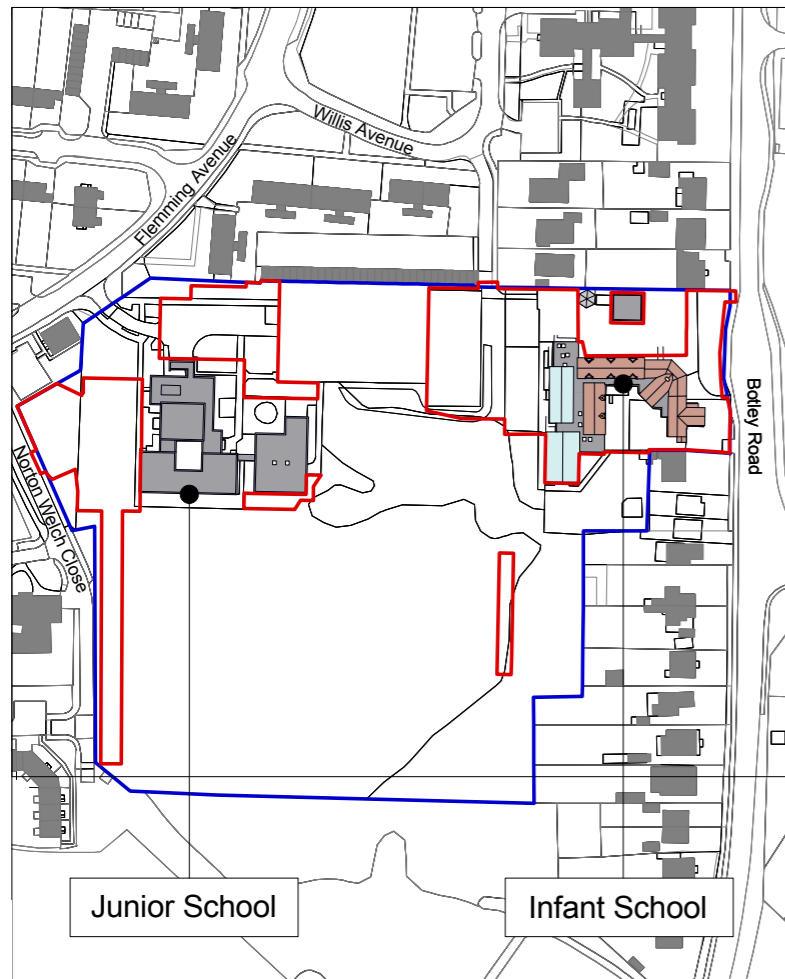 Willis Avenue
Flemming Avenue
Botley Road
Norton Welch Close
Junior School
Infant School